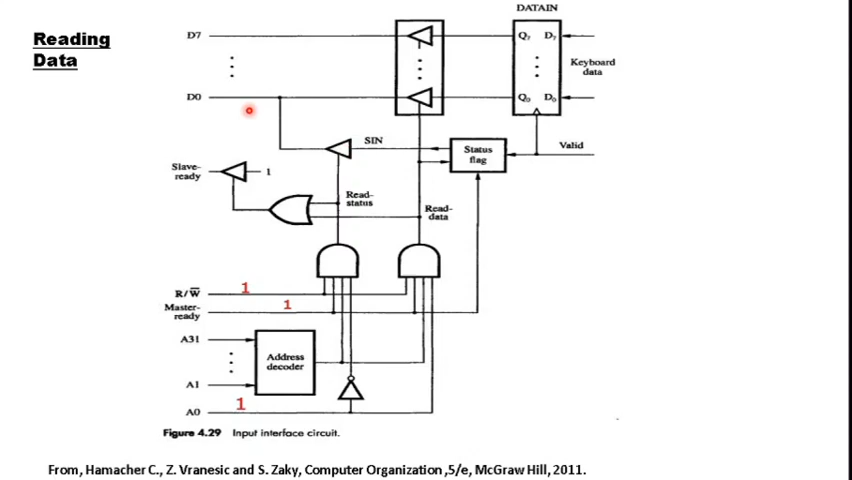 Reading
Data
DATAIN
D7
Q7 D7
Keyboard
data
D0
Q0 D0
SIN
Status
flag
Valid
Slave-
ready
1
Read-
status
Read-
data
R/W̅
1
Master-
ready
1
A31
Address
decoder
A1
1
A0
Figure 4.29 Input interface circuit.
From, Hamacher C., Z. Vranesic and S. Zaky, Computer Organization ,5/e, McGraw Hill, 2011.